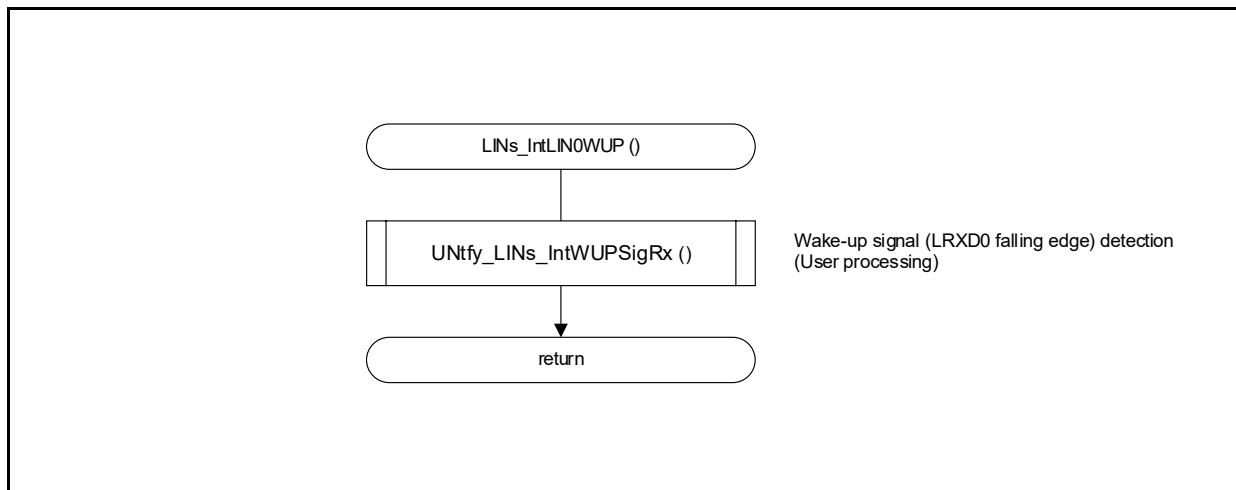 LINs_IntLIN0WUP ()
UNtfy_LINs_IntWUPSigRx ()
Wake-up signal (LRXD0 falling edge) detection
(User processing)
return